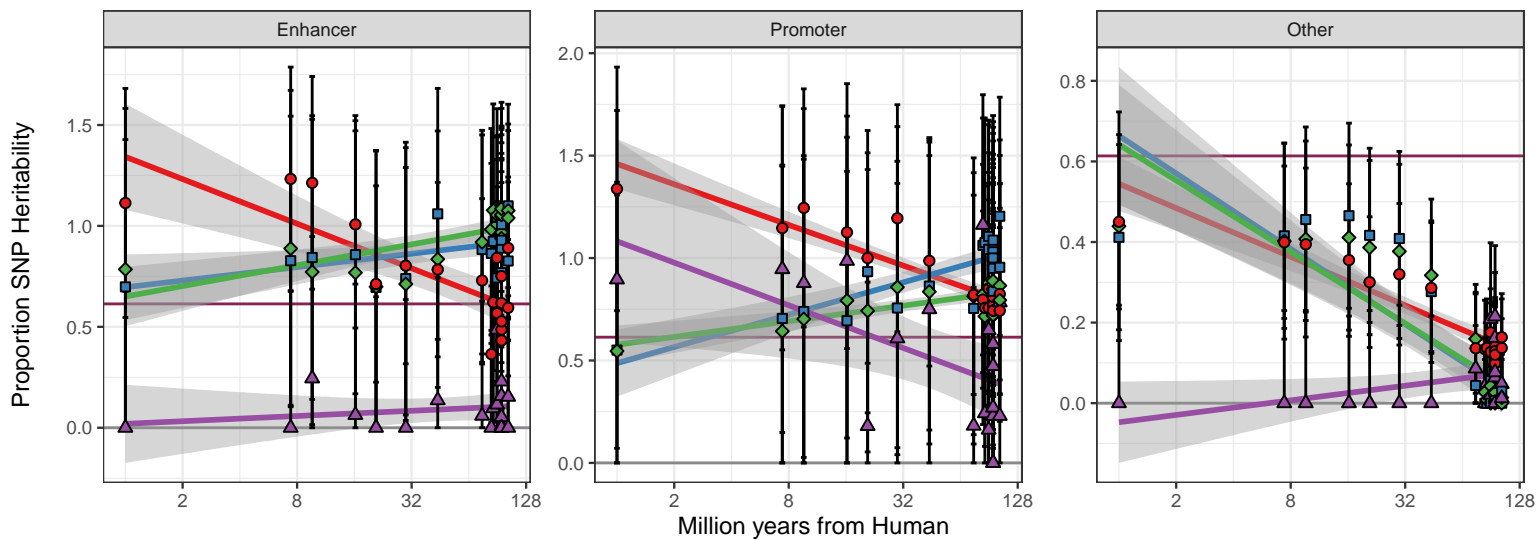 Enhancer
Promoter
Other
Proportion SNP Heritability
1.5
1.0
0.5
0.0
2.0
1.5
1.0
0.5
0.0
0.8
0.6
0.4
0.2
0.0
2 8 32 128
2 8 32 128
2 8 32 128
Million years from Human